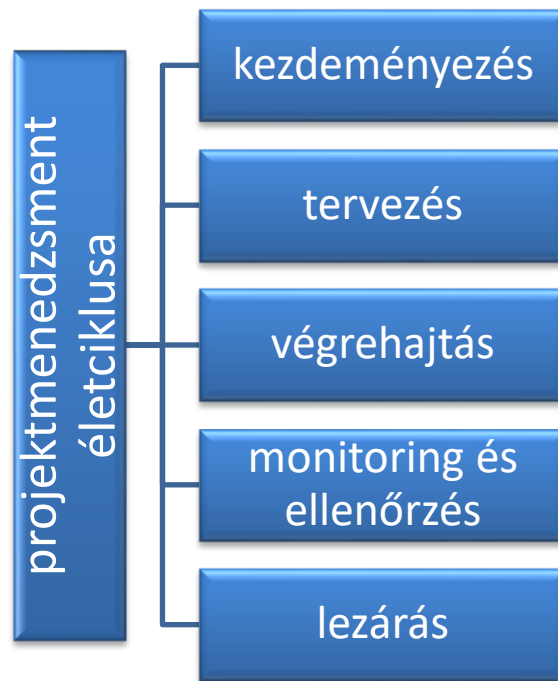 projektmenedzsment
életciklusa
kezdeményezés
tervezés
végrehajtás
monitoring és
ellenőrzés
lezárás